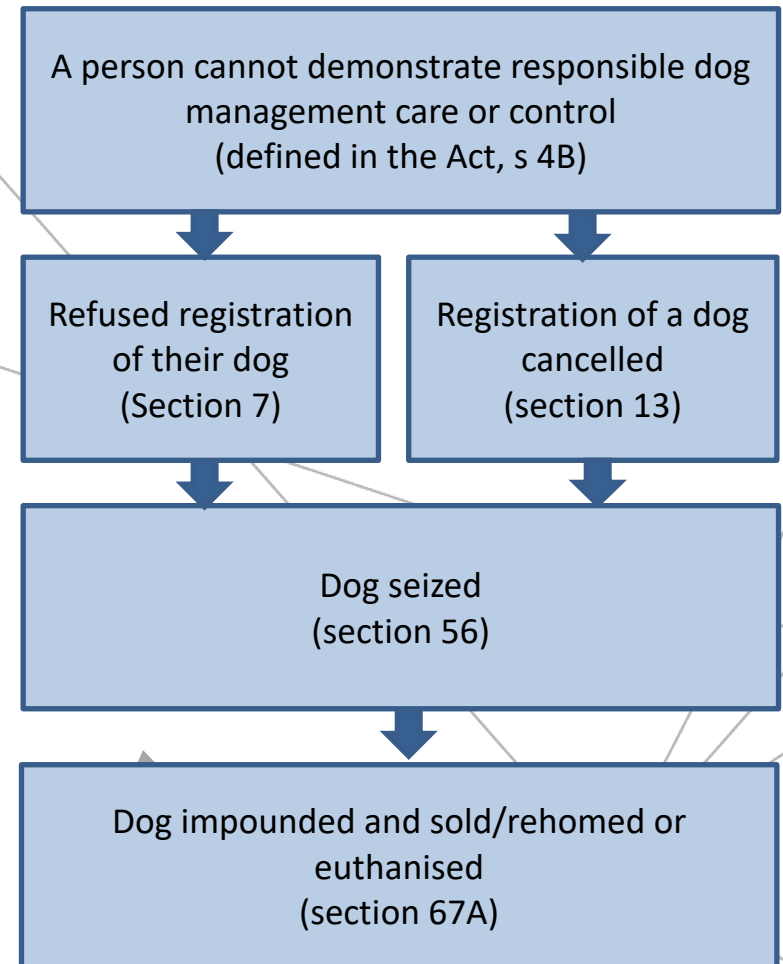 A person cannot demonstrate responsible dog
management care or control
(defined in the Act, s 4B)
Refused registration
of their dog
(Section 7)
Registration of a dog
cancelled
(section 13)
Dog seized
(section 56)
Dog impounded and sold/rehomed or
euthanised
(section 67A)